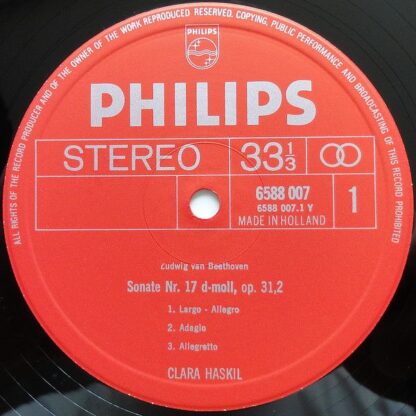 ALL RIGHTS OF THE RECORD PRODUCER AND OF THE OWNER OF THE WORK REPRODUCED RESERVED. COPYING, PUBLIC PERFORMANCE AND BROADCASTING OF THIS RECORD PROHIBITED
PHILIPS
PHILIPS
STEREO 33 1/3
6588 007
6588 007.1 Y
MADE IN HOLLAND
1
Ludwig van Beethoven
Sonate Nr. 17 d-moll, op. 31,2
1. Largo - Allegro
2. Adagio
3. Allegretto
CLARA HASKIL